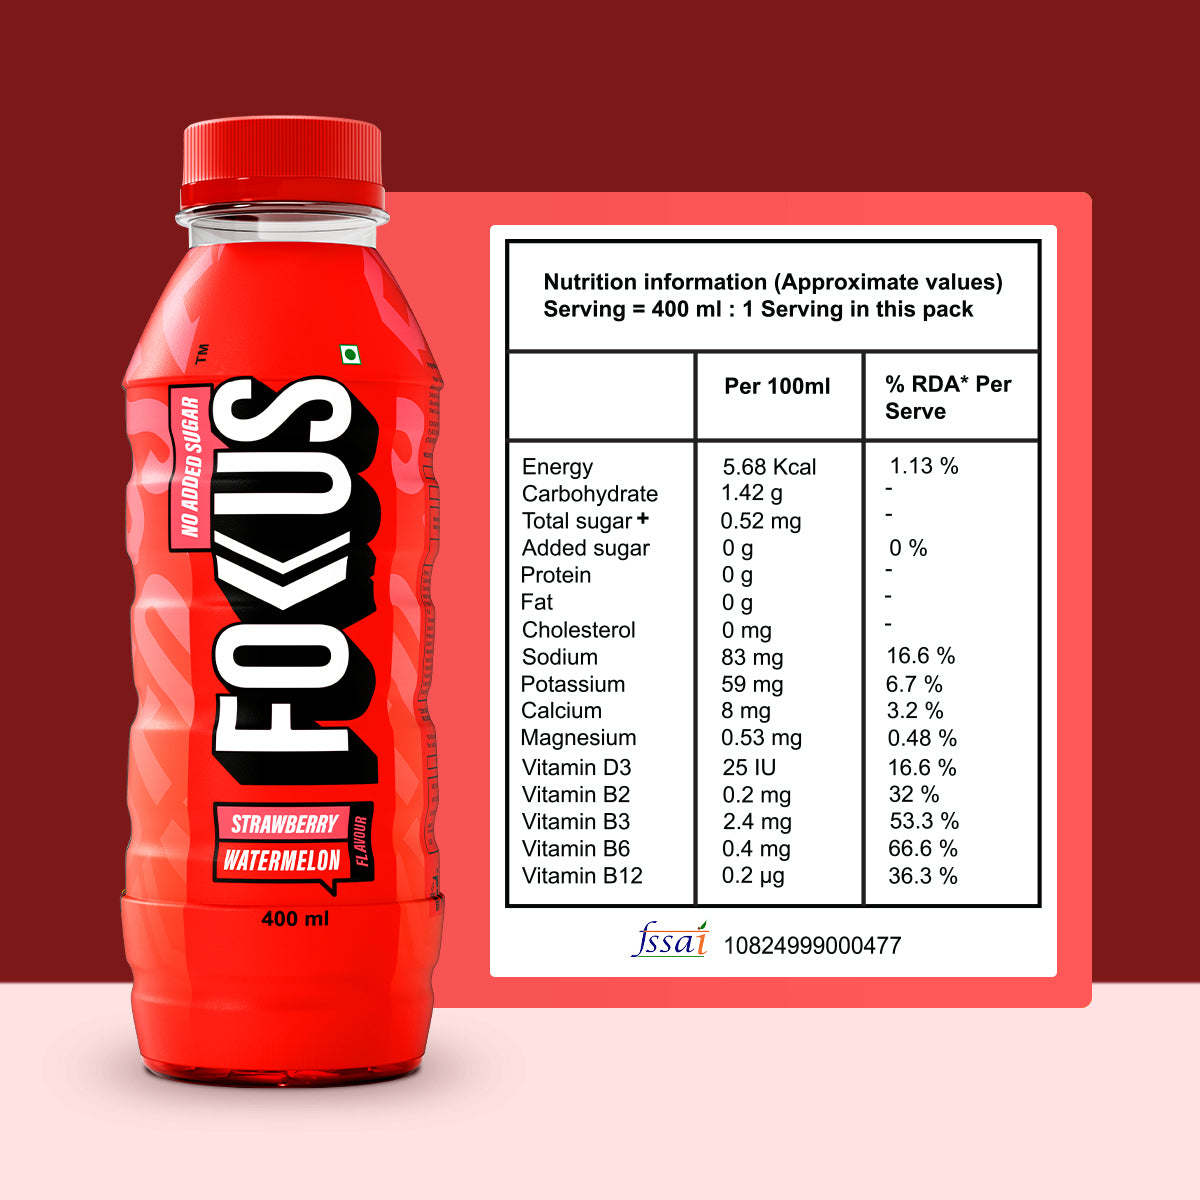 NO ADDED SUGAR
FOKUS™
STRAWBERRY
WATERMELON
FLAVOUR
400 ml
Nutrition information (Approximate values)
Serving = 400 ml : 1 Serving in this pack
Per 100ml % RDA* Per
Serve
Energy 5.68 Kcal 1.13 %
Carbohydrate 1.42 g -
Total sugar+ 0.52 mg -
Added sugar 0 g 0 %
Protein 0 g -
Fat 0 g -
Cholesterol 0 mg -
Sodium 83 mg 16.6 %
Potassium 59 mg 6.7 %
Calcium 8 mg 3.2 %
Magnesium 0.53 mg 0.48 %
Vitamin D3 25 IU 16.6 %
Vitamin B2 0.2 mg 32 %
Vitamin B3 2.4 mg 53.3 %
Vitamin B6 0.4 mg 66.6 %
Vitamin B12 0.2 µg 36.3 %
fssai 10824999000477